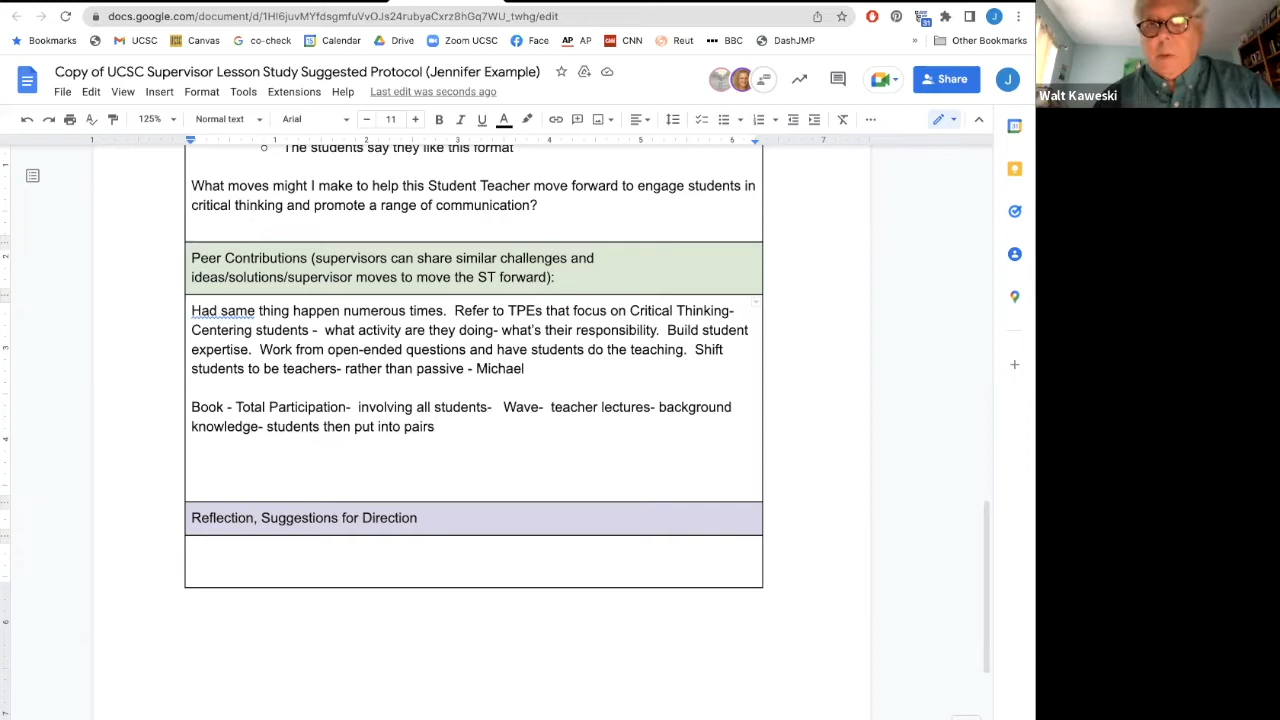 docs.google.com/document/d/1Hl6juvMYfdsgmfuVvOJs24rubyaCxrz8hGq7WU_twhg/edit
Bookmarks UCSC Canvas co-check Calendar Drive Zoom UCSC Face AP CNN Reut BBC DashJMP » Other Bookmarks
Copy of UCSC Supervisor Lesson Study Suggested Protocol (Jennifer Example)
Share
J
File Edit View Insert Format Tools Extensions Help Last edit was seconds ago
125% Normal text Arial 11
1 1 2 3 4 5 6 7
The students say they like this format
What moves might I make to help this Student Teacher move forward to engage students in
critical thinking and promote a range of communication?
Peer Contributions (supervisors can share similar challenges and
ideas/solutions/supervisor moves to move the ST forward):
Had same thing happen numerous times. Refer to TPEs that focus on Critical Thinking-
Centering students - what activity are they doing- what's their responsibility. Build student
expertise. Work from open-ended questions and have students do the teaching. Shift
students to be teachers- rather than passive - Michael
Book - Total Participation- involving all students- Wave- teacher lectures- background
knowledge- students then put into pairs
Reflection, Suggestions for Direction
Walt Kaweski